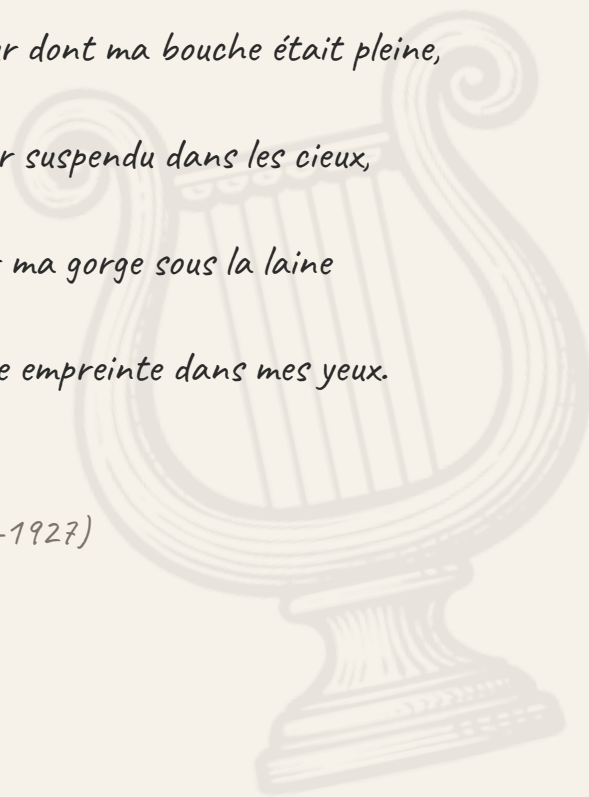 r dont ma bouche était pleine,
r suspendu dans les cieux,
ma gorge sous la laine
e empreinte dans mes yeux.
-1927)